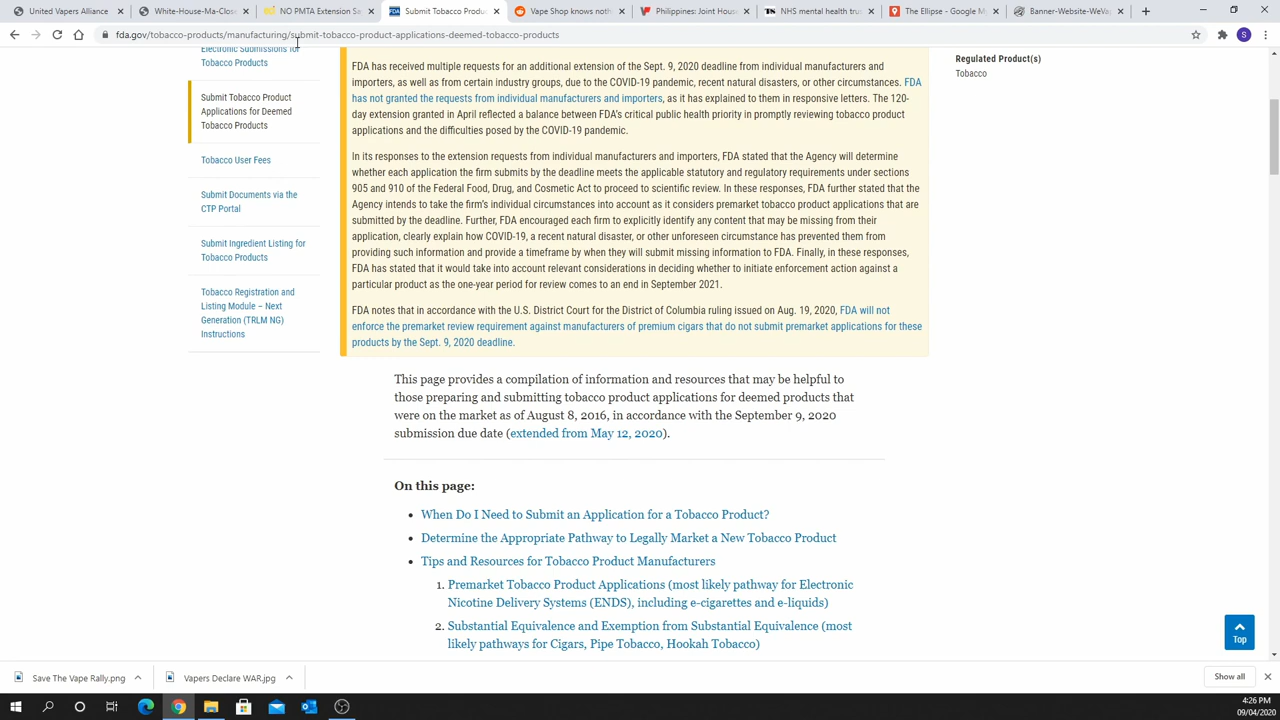 United Vapers Alliance
White-House-Ma-Clos
NO PMTA Extension Sa
Submit Tobacco Produ
Vape Shop knows noth
Philippines: Joint Hous
NHS mental health trus
The Ellipse - Google M
Banner-Website-WeVa
fda.gov/tobacco-products/manufacturing/submit-tobacco-product-applications-deemed-tobacco-products
S
Electronic Submissions for
Tobacco Products
Submit Tobacco Product
Applications for Deemed
Tobacco Products
Tobacco User Fees
Submit Documents via the
CTP Portal
Submit Ingredient Listing for
Tobacco Products
Tobacco Registration and
Listing Module – Next
Generation (TRLM NG)
Instructions
FDA has received multiple requests for an additional extension of the Sept. 9, 2020 deadline from individual manufacturers and
importers, as well as from certain industry groups, due to the COVID-19 pandemic, recent natural disasters, or other circumstances. FDA
has not granted the requests from individual manufacturers and importers, as it has explained to them in responsive letters. The 120-
day extension granted in April reflected a balance between FDA's critical public health priority in promptly reviewing tobacco product
applications and the difficulties posed by the COVID-19 pandemic.
In its responses to the extension requests from individual manufacturers and importers, FDA stated that the Agency will determine
whether each application the firm submits by the deadline meets the applicable statutory and regulatory requirements under sections
905 and 910 of the Federal Food, Drug, and Cosmetic Act to proceed to scientific review. In these responses, FDA further stated that the
Agency intends to take the firm's individual circumstances into account as it considers premarket tobacco product applications that are
submitted by the deadline. Further, FDA encouraged each firm to explicitly identify any content that may be missing from their
application, clearly explain how COVID-19, a recent natural disaster, or other unforeseen circumstance has prevented them from
providing such information and provide a timeframe by when they will submit missing information to FDA. Finally, in these responses,
FDA has stated that it would take into account relevant considerations in deciding whether to initiate enforcement action against a
particular product as the one-year period for review comes to an end in September 2021.
FDA notes that in accordance with the U.S. District Court for the District of Columbia ruling issued on Aug. 19, 2020, FDA will not
enforce the premarket review requirement against manufacturers of premium cigars that do not submit premarket applications for these
products by the Sept. 9, 2020 deadline.
This page provides a compilation of information and resources that may be helpful to
those preparing and submitting tobacco product applications for deemed products that
were on the market as of August 8, 2016, in accordance with the September 9, 2020
submission due date (extended from May 12, 2020).
On this page:
When Do I Need to Submit an Application for a Tobacco Product?
Determine the Appropriate Pathway to Legally Market a New Tobacco Product
Tips and Resources for Tobacco Product Manufacturers
1. Premarket Tobacco Product Applications (most likely pathway for Electronic
Nicotine Delivery Systems (ENDS), including e-cigarettes and e-liquids)
2. Substantial Equivalence and Exemption from Substantial Equivalence (most
likely pathways for Cigars, Pipe Tobacco, Hookah Tobacco)
Regulated Product(s)
Tobacco
Top
Save The Vape Rally.png
Vapers Declare WAR.jpg
Show all
4:26 PM
09/04/2020